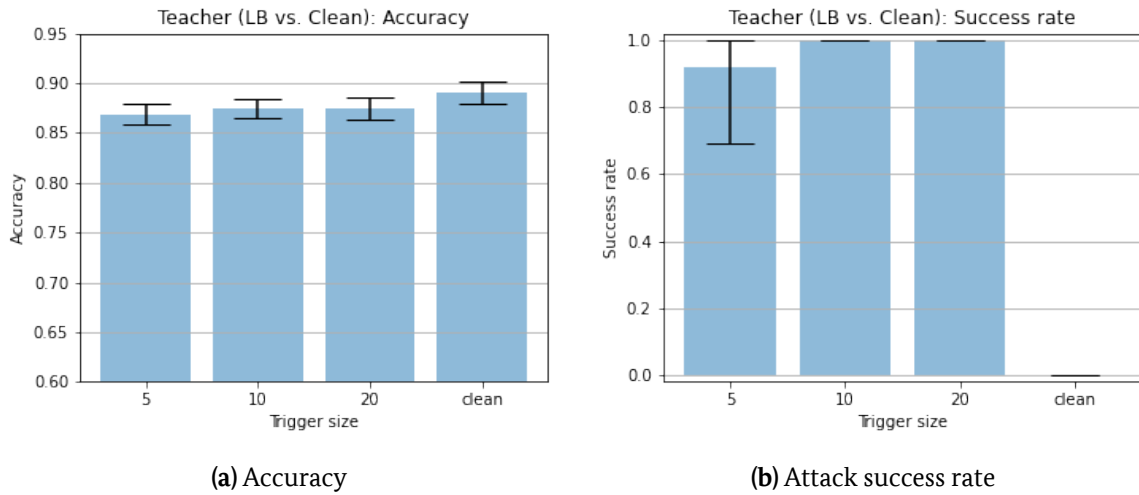 Teacher (LB vs. Clean): Accuracy
0.95
0.90
0.85
0.80
0.75
0.70
0.65
0.60
Accuracy
5 10 20 clean
Trigger size
(a) Accuracy
Teacher (LB vs. Clean): Success rate
1.0
0.8
0.6
0.4
0.2
0.0
Success rate
5 10 20 clean
Trigger size
(b) Attack success rate